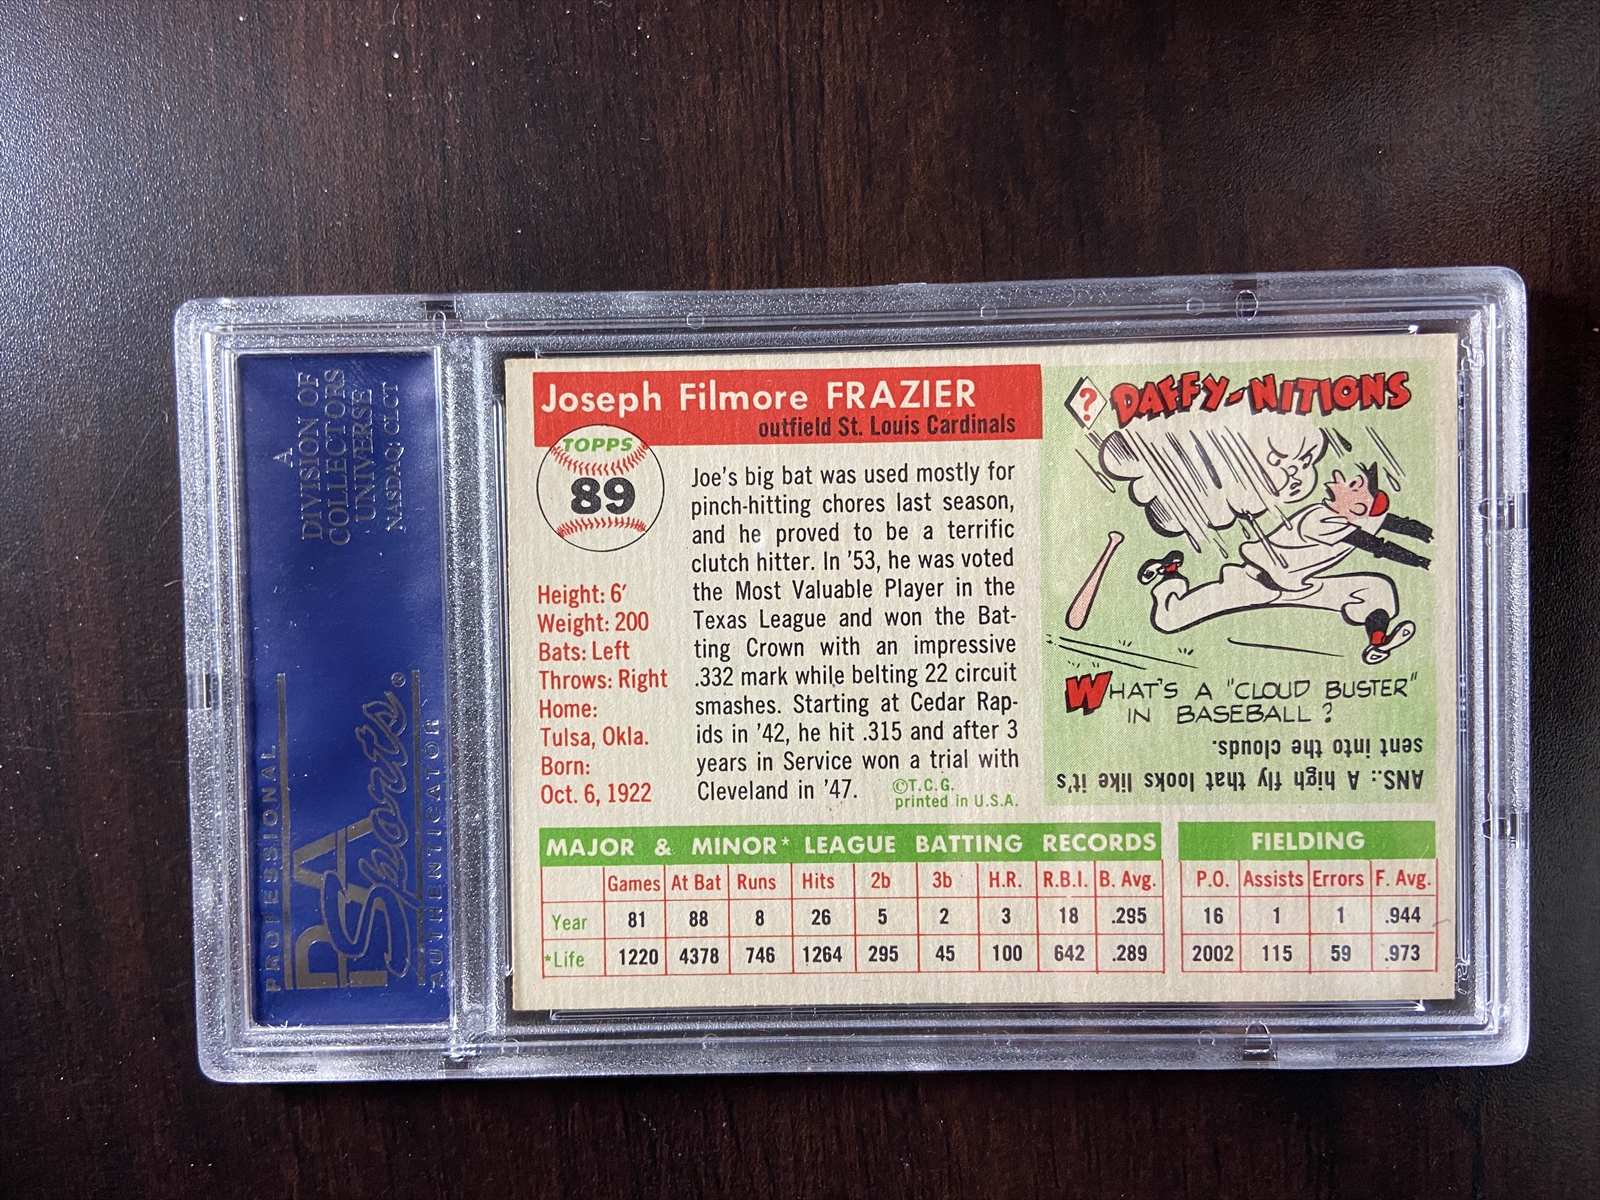 A
DIVISION OF
COLLECTORS
UNIVERSE
NASDAQ: CLCT
PROFESSIONAL
PSA
Sports®
AUTHENTICATOR
Joseph Filmore FRAZIER
outfield St. Louis Cardinals
TOPPS
89
Height: 6′
Weight: 200
Bats: Left
Throws: Right
Home:
Tulsa, Okla.
Born:
Oct. 6, 1922
Joe's big bat was used mostly for
pinch-hitting chores last season,
and he proved to be a terrific
clutch hitter. In '53, he was voted
the Most Valuable Player in the
Texas League and won the Bat-
ting Crown with an impressive
.332 mark while belting 22 circuit
smashes. Starting at Cedar Rap-
ids in '42, he hit .315 and after 3
years in Service won a trial with
Cleveland in '47.
©T.C.G.
printed in U.S.A.
? DAFFY-NITIONS
WHAT'S A "CLOUD BUSTER"
IN BASEBALL?
ANS.: A high fly that looks like it's
sent into the clouds.
MAJOR & MINOR* LEAGUE BATTING RECORDS
Games At Bat Runs Hits 2b 3b H.R. R.B.I. B. Avg.
Year 81 88 8 26 5 2 3 18 .295
*Life 1220 4378 746 1264 295 45 100 642 .289
FIELDING
P.O. Assists Errors F. Avg.
16 1 1 .944
2002 115 59 .973